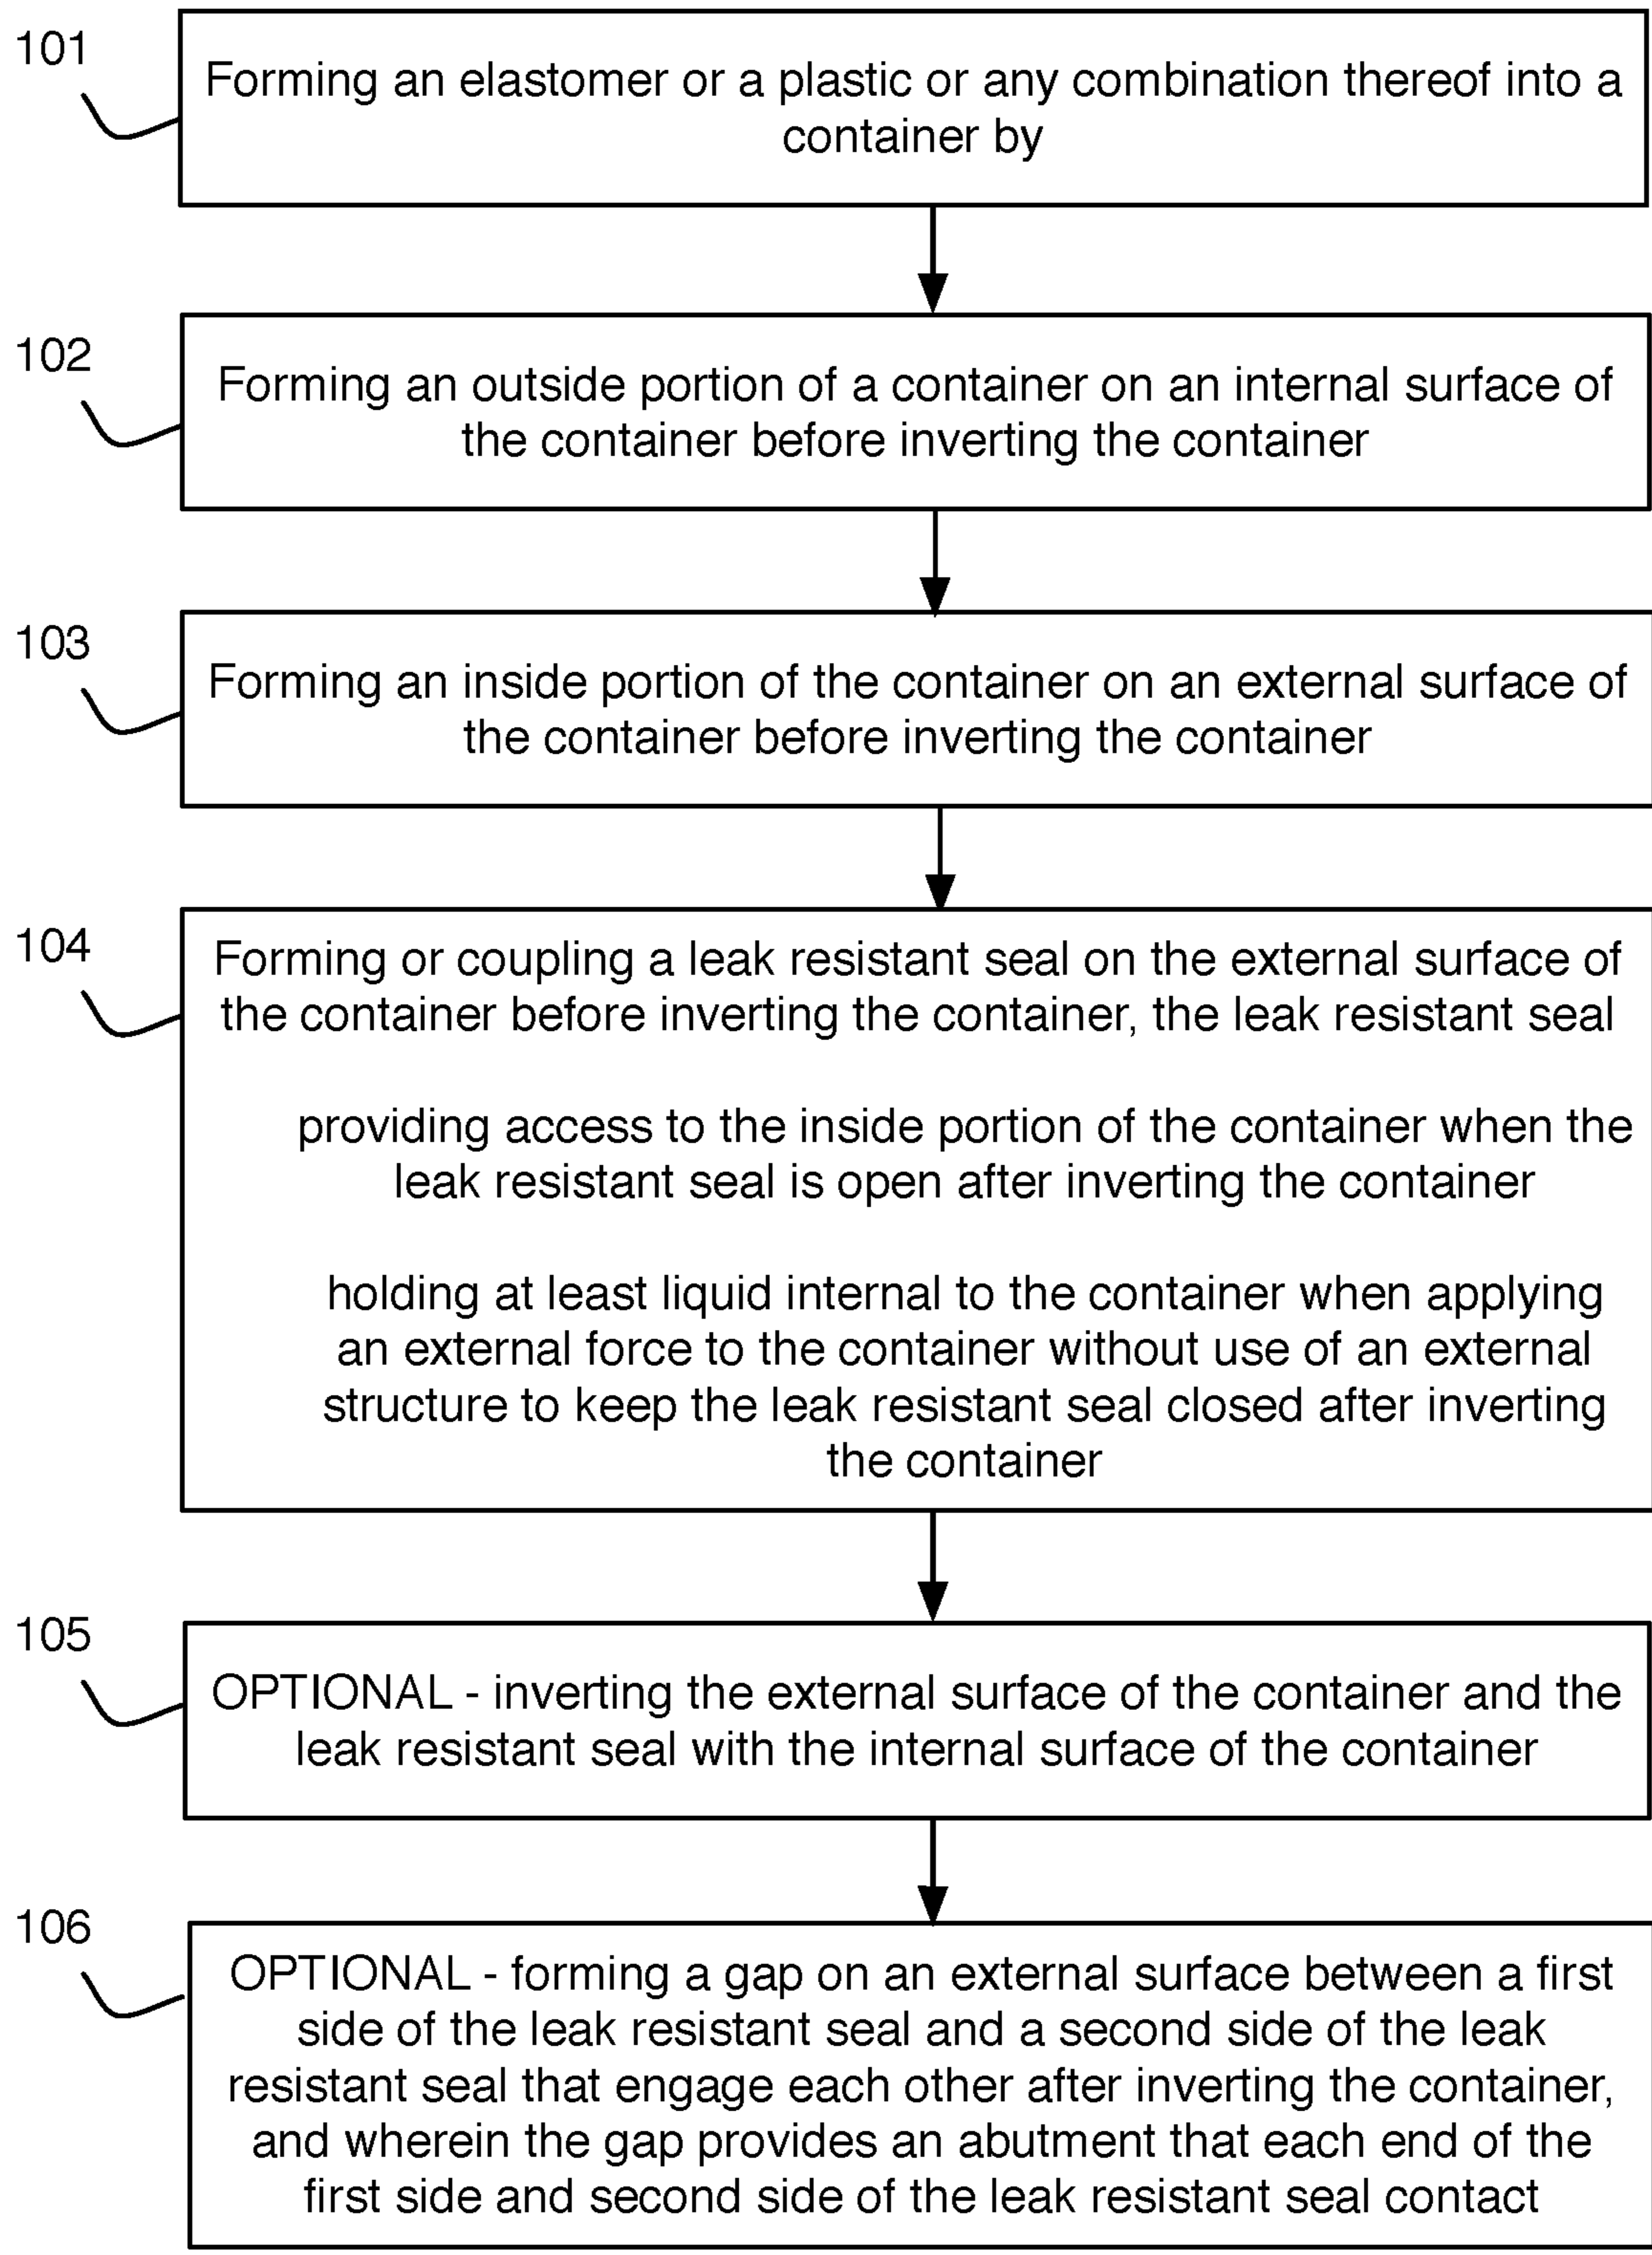 101
Forming an elastomer or a plastic or any combination thereof into a
container by
102
Forming an outside portion of a container on an internal surface of
the container before inverting the container
103
Forming an inside portion of the container on an external surface of
the container before inverting the container
104
Forming or coupling a leak resistant seal on the external surface of
the container before inverting the container, the leak resistant seal
providing access to the inside portion of the container when the
leak resistant seal is open after inverting the container
holding at least liquid internal to the container when applying
an external force to the container without use of an external
structure to keep the leak resistant seal closed after inverting
the container
105
OPTIONAL - inverting the external surface of the container and the
leak resistant seal with the internal surface of the container
106
OPTIONAL - forming a gap on an external surface between a first
side of the leak resistant seal and a second side of the leak
resistant seal that engage each other after inverting the container,
and wherein the gap provides an abutment that each end of the
first side and second side of the leak resistant seal contact